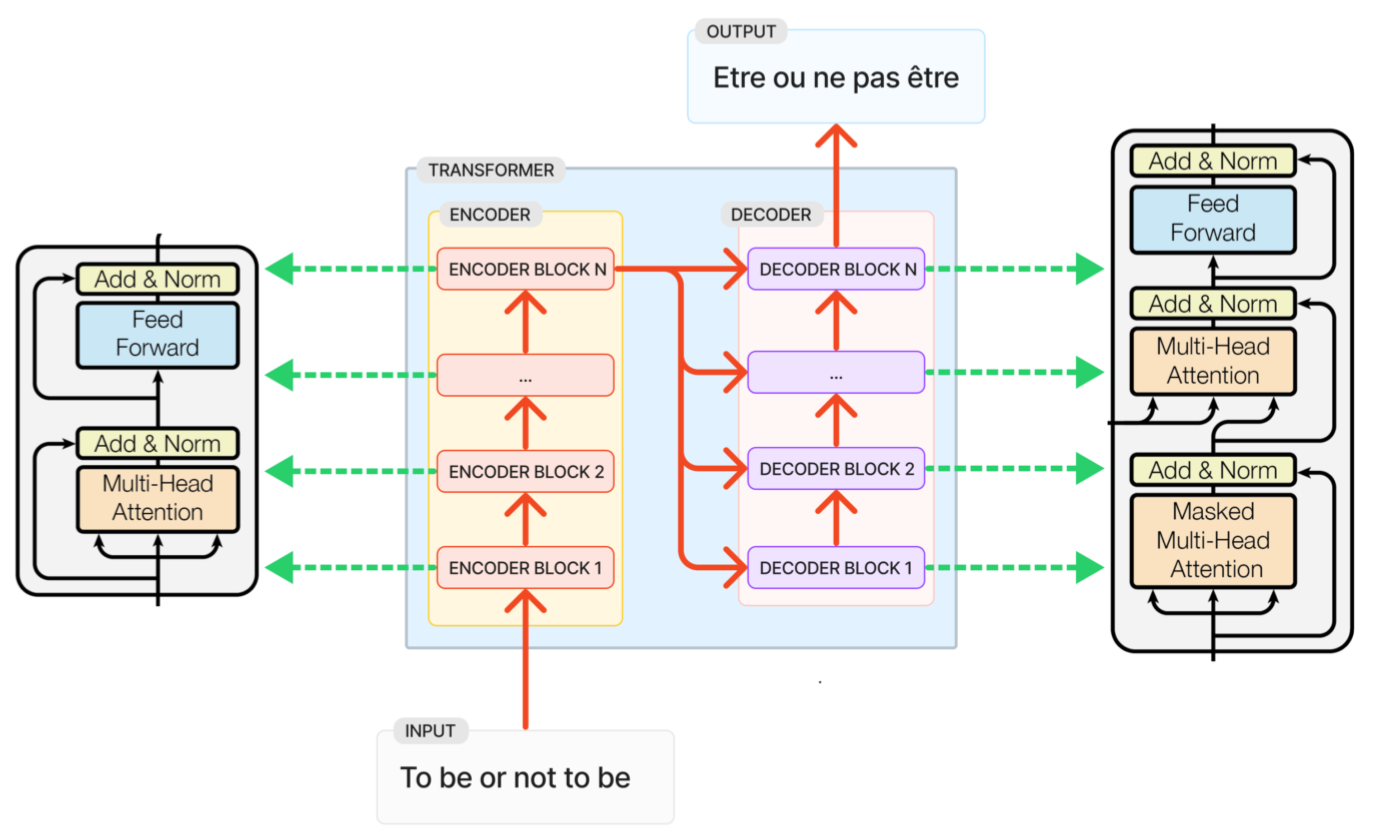 OUTPUT
Etre ou ne pas être
TRANSFORMER
ENCODER
DECODER
ENCODER BLOCK N
...
ENCODER BLOCK 2
ENCODER BLOCK 1
DECODER BLOCK N
...
DECODER BLOCK 2
DECODER BLOCK 1
INPUT
To be or not to be
Add & Norm
Feed
Forward
Add & Norm
Multi-Head
Attention
Add & Norm
Feed
Forward
Add & Norm
Multi-Head
Attention
Add & Norm
Masked
Multi-Head
Attention